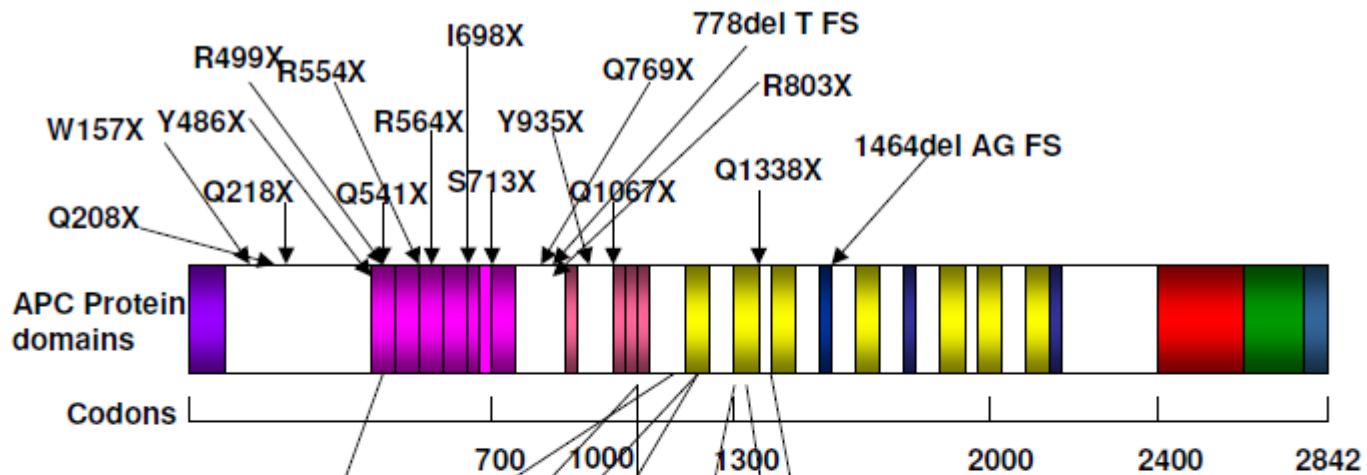 I698X
778del T FS
R499X
R554X
Q769X
R803X
W157X
Y486X
R564X
Y935X
1464del AG FS
Q218X
Q541X
S713X
Q1067X
Q1338X
Q208X
APC Protein
domains
Codons
700
1000
1300
2000
2400
2842